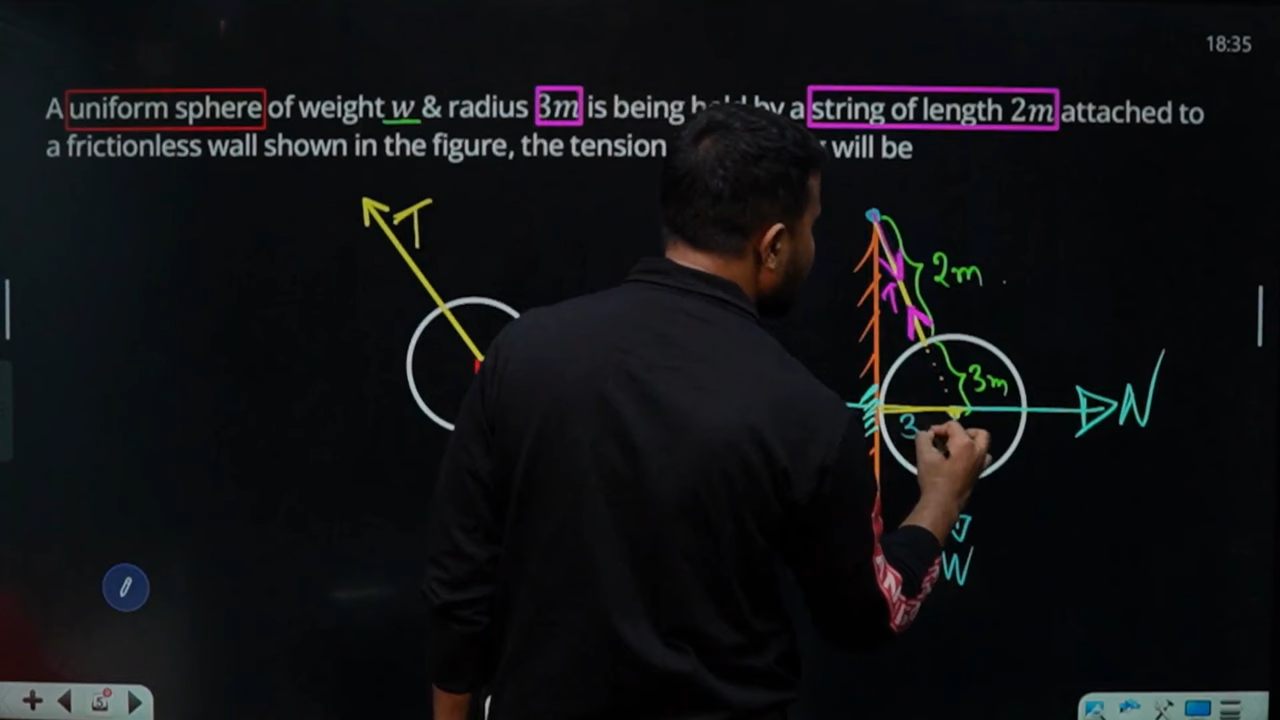 18:35
A uniform sphere of weight w & radius 3m is being held by a string of length 2m attached to
a frictionless wall shown in the figure, the tension will be
T
2m
T
3m
N
3
W